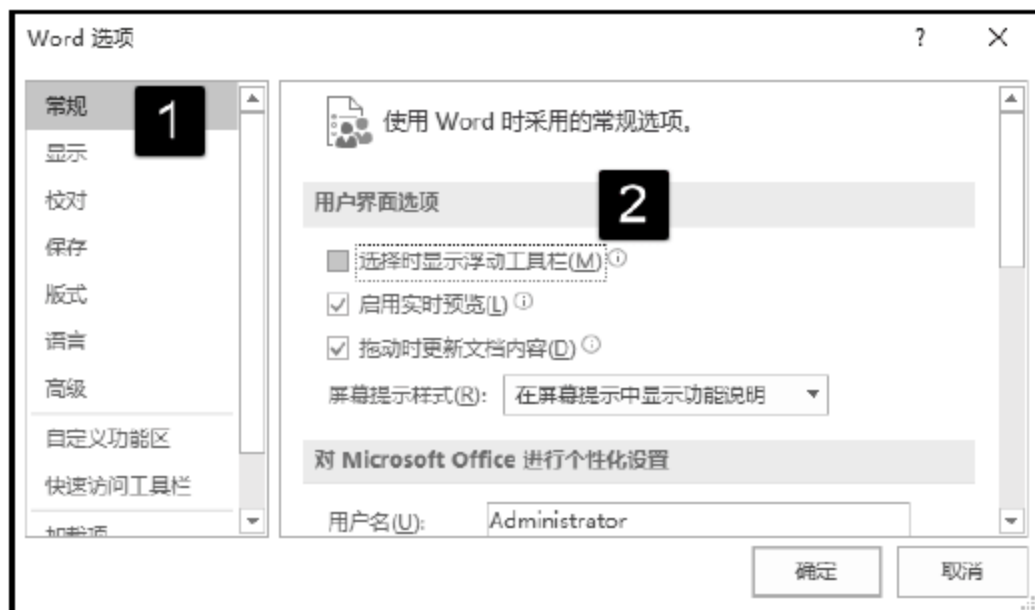 Word 选项
?
常规
1
显示
校对
保存
版式
语言
高级
自定义功能区
快速访问工具栏
加载项
使用 Word 时采用的常规选项。
用户界面选项
2
选择时显示浮动工具栏(M)
启用实时预览(L)
拖动时更新文档内容(D)
屏幕提示样式(R): 在屏幕提示中显示功能说明
对 Microsoft Office 进行个性化设置
用户名(U): Administrator
确定 取消